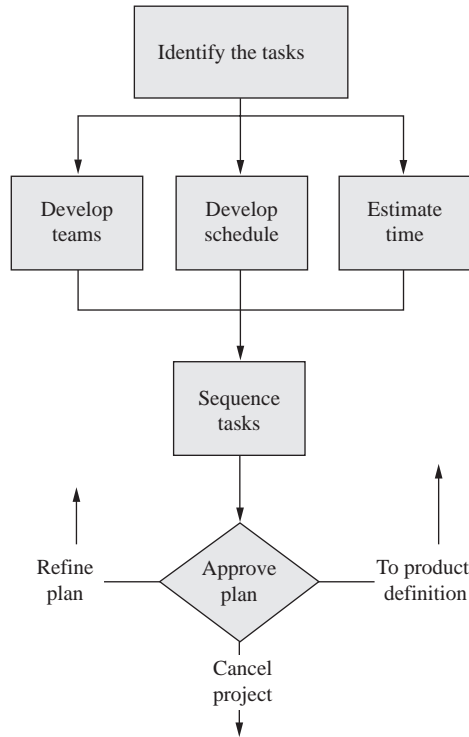 Identify the tasks
Develop
teams
Develop
schedule
Estimate
time
Sequence
tasks
Refine
plan
Approve
plan
To product
definition
Cancel
project